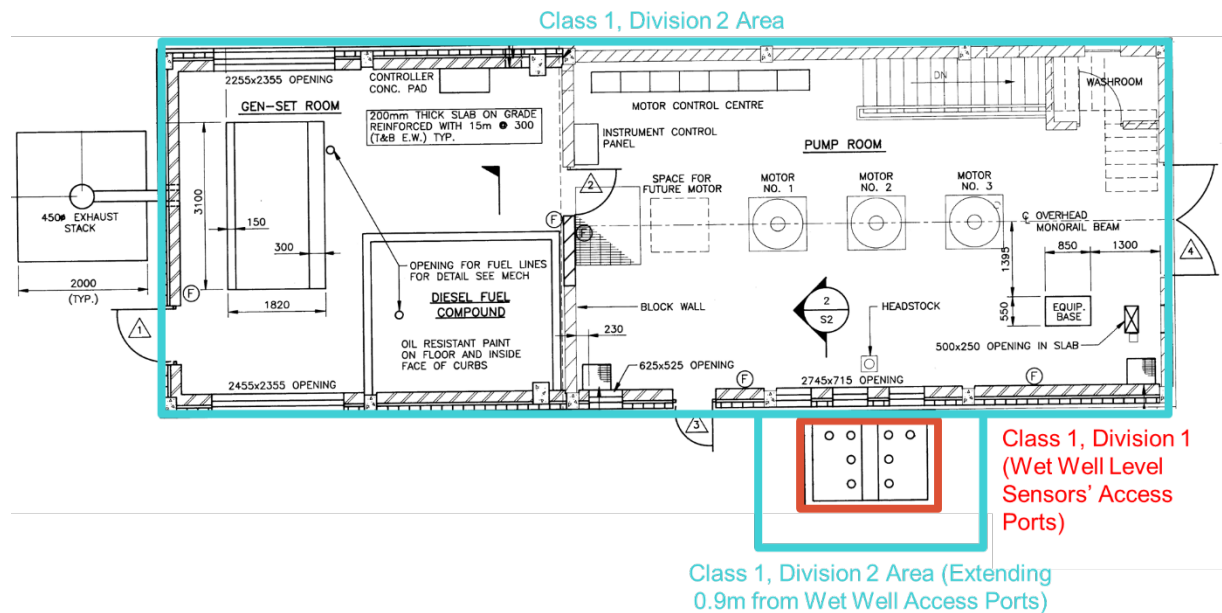 Class 1, Division 2 Area
2255x2355 OPENING
CONTROLLER
CONC. PAD
GEN-SET ROOM
200mm THICK SLAB ON GRADE
REINFORCED WITH 15m @ 300
(T&B E.W.) TYP.
MOTOR CONTROL CENTRE
INSTRUMENT CONTROL
PANEL
DN
WASHROOM
PUMP ROOM
2
SPACE FOR
FUTURE MOTOR
MOTOR
NO. 1
MOTOR
NO. 2
MOTOR
NO. 3
450ø EXHAUST
STACK
3100
150
300
1820
2000
(TYP.)
F
F
F
℄ OVERHEAD
MONORAIL BEAM
4
1395
850
1300
OPENING FOR FUEL LINES
FOR DETAIL SEE MECH
DIESEL FUEL
COMPOUND
OIL RESISTANT PAINT
ON FLOOR AND INSIDE
FACE OF CURBS
BLOCK WALL
230
2
S2
HEADSTOCK
550
EQUIP.
BASE
500x250 OPENING IN SLAB
1
625x525 OPENING
2455x2355 OPENING
F
2745x715 OPENING
F
3
Class 1, Division 1
(Wet Well Level
Sensors' Access
Ports)
Class 1, Division 2 Area (Extending
0.9m from Wet Well Access Ports)